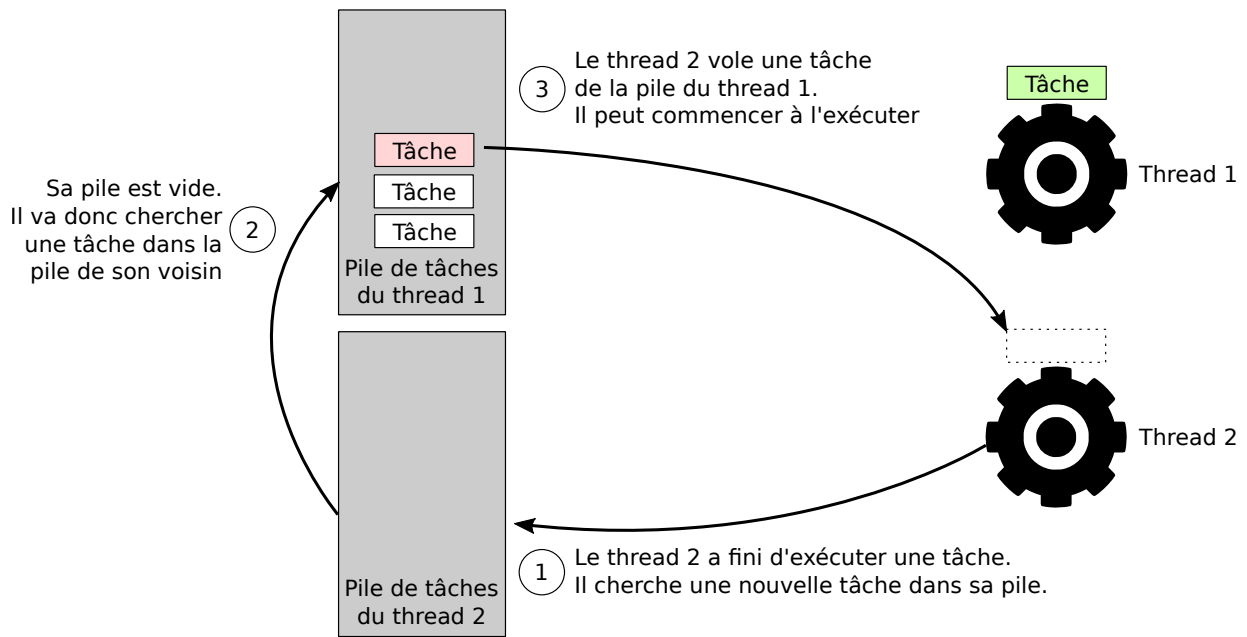 3
Le thread 2 vole une tâche
de la pile du thread 1.
Il peut commencer à l'exécuter
Tâche
Thread 1
Tâche
Tâche
Tâche
Pile de tâches
du thread 1
Sa pile est vide.
Il va donc chercher
une tâche dans la
pile de son voisin
2
Thread 2
1
Le thread 2 a fini d'exécuter une tâche.
Il cherche une nouvelle tâche dans sa pile.
Pile de tâches
du thread 2